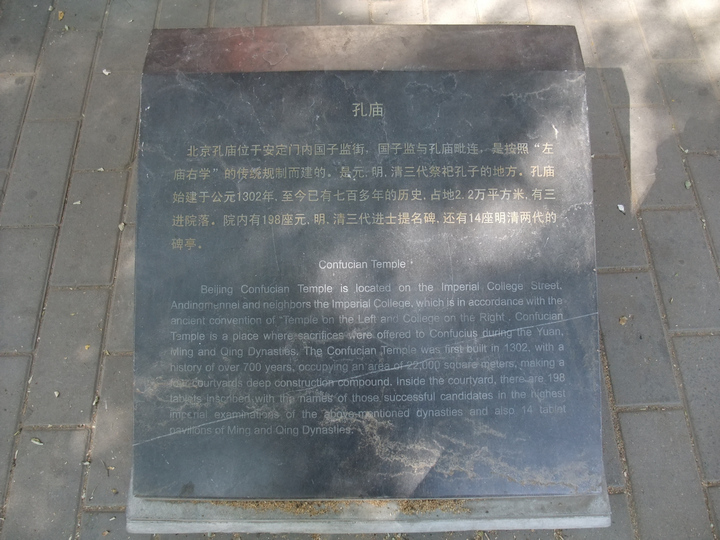 孔庙
北京孔庙位于安定门内国子监街，国子监与孔庙毗连，是按照“左
庙右学”的传统规制而建的。是元、明、清三代祭祀孔子的地方。孔庙
始建于公元1302年，至今已有七百多年的历史，占地2.2万平方米，有三
进院落。院内有198座元、明、清三代进士提名碑，还有14座明清两代的
碑亭。
Confucian Temple
Beijing Confucian Temple is located on the Imperial College Street,
Andingmennei and neighbors the Imperial College, which is in accordance with the
ancient convention of "Temple on the Left and College on the Right". Confucian
Temple is a place where sacrifices were offered to Confucius during the Yuan,
Ming and Qing Dynasties. The Confucian Temple was first built in 1302, with a
history of over 700 years, occupying an area of 22,000 square meters, making a
courtyards deep construction compound. Inside the courtyard, there are 198
tablets inscribed with the names of those successful candidates in the highest
imperial examinations of the above-mentioned dynasties and also 14 tablet
pavilions of Ming and Qing Dynasties.